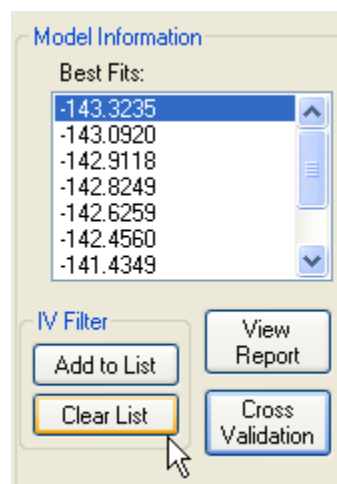 Model Information
Best Fits:
-143.3235
-143.0920
-142.9118
-142.8249
-142.6259
-142.4560
-141.4349
IV Filter
Add to List
Clear List
View
Report
Cross
Validation